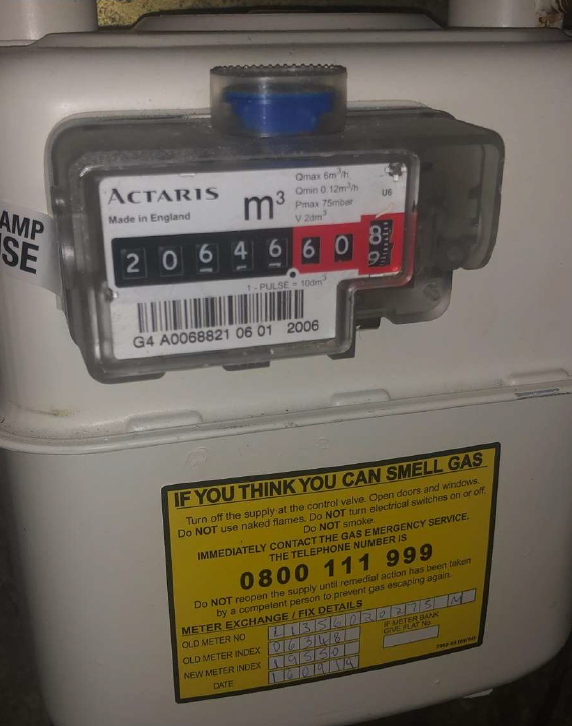 AMP
SE
ACTARIS
Made in England
m³
Qmax 6m³/h
Qmin 0.12m³/h
Pmax 75mbar
V 2dm³
U6
2 0 6 4 6 6 0 8
1 - PULSE = 10dm³
G4 A0068821 06 01 2006
IF YOU THINK YOU CAN SMELL GAS
Turn off the supply at the control valve. Open doors and windows.
Do NOT use naked flames. Do NOT turn electrical switches on or off.
Do NOT smoke.
IMMEDIATELY CONTACT THE GAS EMERGENCY SERVICE.
THE TELEPHONE NUMBER IS
0800 111 999
Do NOT reopen the supply until remedial action has been taken
by a competent person to prevent gas escaping again.
METER EXCHANGE / FIX DETAILS
OLD METER NO
IF METER BANK
GIVE FLAT No.
OLD METER INDEX
NEW METER INDEX
DATE